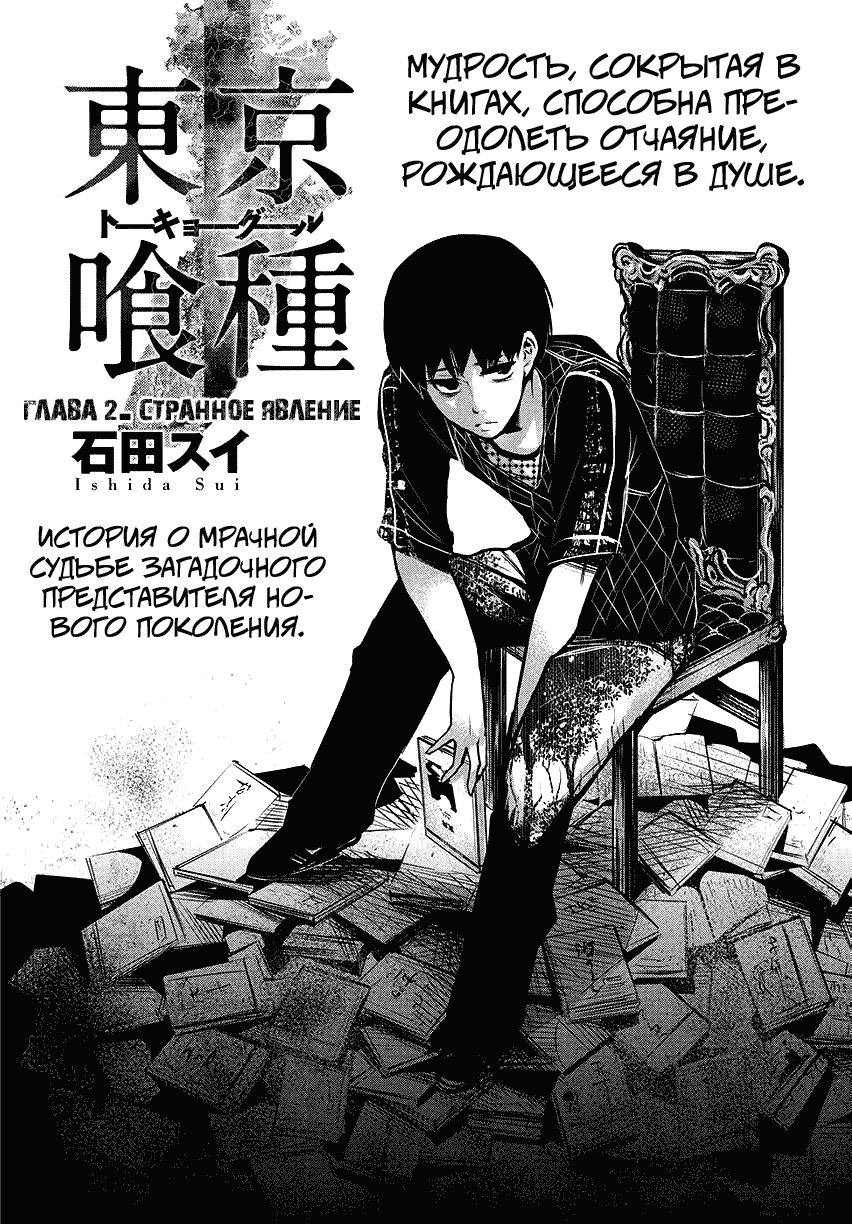 東京
トーキョーグール
喰種
ГЛАВА 2. СТРАННОЕ ЯВЛЕНИЕ
石田スイ
Ishida Sui
МУДРОСТЬ, СОКРЫТАЯ В
КНИГАХ, СПОСОБНА ПРЕ-
ОДОЛЕТЬ ОТЧАЯНИЕ,
РОЖДАЮЩЕЕСЯ В ДУШЕ.
ИСТОРИЯ О МРАЧНОЙ
СУДЬБЕ ЗАГАДОЧНОГО
ПРЕДСТАВИТЕЛЯ НО-
ВОГО ПОКОЛЕНИЯ.